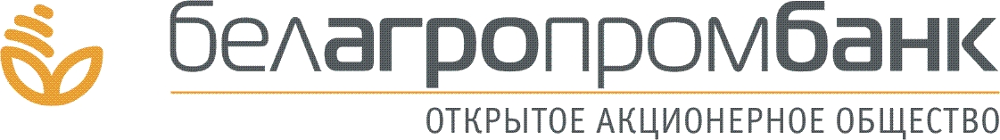 белагропромбанк
ОТКРЫТОЕ АКЦИОНЕРНОЕ ОБЩЕСТВО